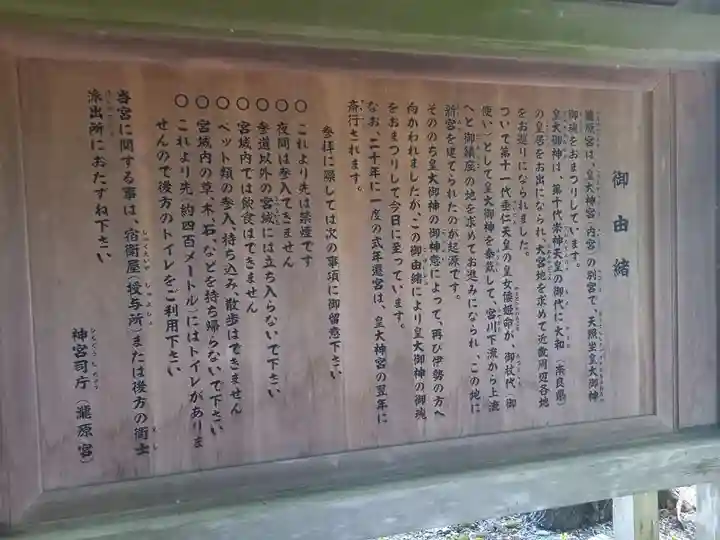 御由緒
瀧原宮は、皇大神宮(内宮)の別宮で、天照坐皇大御神
御魂をおまつりしています。
皇大御神は、第十代崇神天皇の御代に大和(奈良県)
の皇居をお出になられ大宮地を求めて近畿周辺各地
をお巡りになられました。
ついで第十一代垂仁天皇の皇女倭姫命が、御杖代(御
使い)として皇大御神を奉戴して、宮川下流から上流
へと御鎮座の地を求めてお進みになられ、この地に
新宮を建てられたのが起源です。
そののち皇大御神の御神慮によって、再び伊勢の方へ
向かわれましたが、この御由緒により皇大御神の御魂
をおまつりして今日に至っています。
なお、二十年に一度の式年遷宮は、皇大神宮の翌年に
斎行されます。
参拝に際しては次の事項に御留意下さい
○ これより先は禁煙です
○ 夜間は参入できません
○ 参道以外の宮域には立ち入らないで下さい
○ 宮域内では飲食はできません
○ ペット類の参入、持ち込み、散歩はできません
○ 宮域内の草、木、石、などを持ち帰らないで下さい
○ これより先、約四百メートル)にはトイレがありま
せんので後方のトイレをご利用下さい
当宮に関する事は、宿衛屋(授与所)または後方の衛士
派出所におたずね下さい
神宮司庁(瀧原宮)